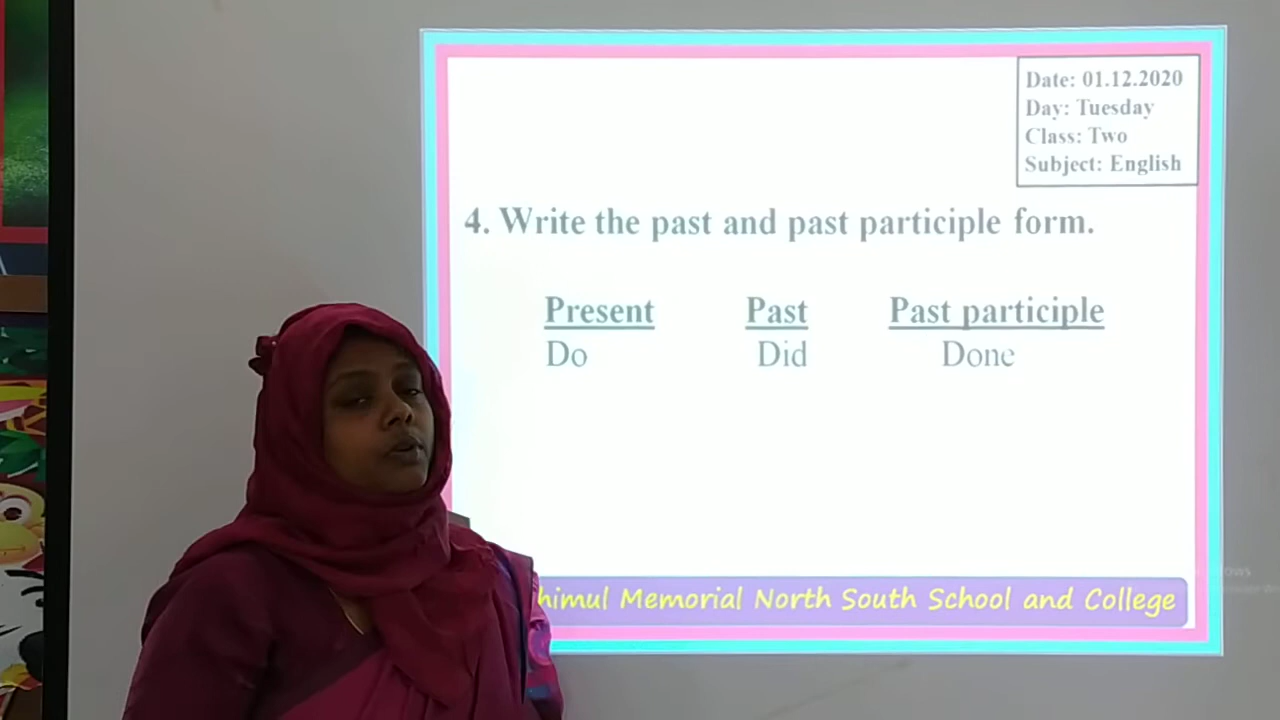 Date: 01.12.2020
Day: Tuesday
Class: Two
Subject: English
4. Write the past and past participle form.
Present Past Past participle
Do Did Done
Memorial North South School and College